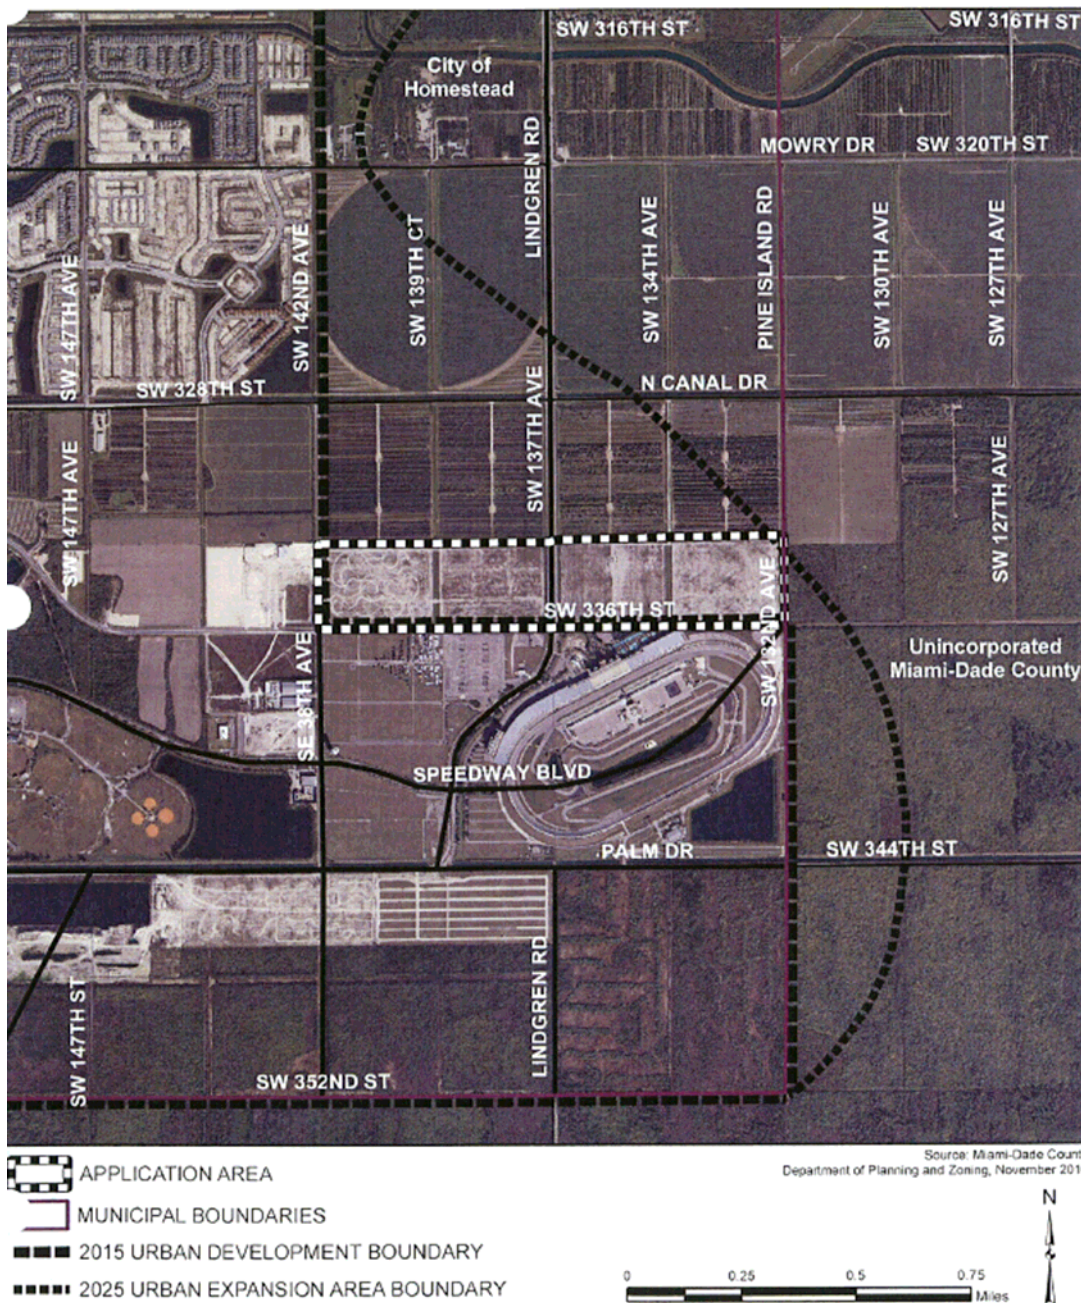 SW 316TH ST
SW 316TH ST
City of
Homestead
LINDGREN RD
MOWRY DR
SW 320TH ST
SW 147TH AVE
SW 142ND AVE
SW 139TH CT
SW 134TH AVE
PINE ISLAND RD
SW 130TH AVE
SW 127TH AVE
SW 328TH ST
N CANAL DR
SW 147TH AVE
SW 137TH AVE
SW 127TH AVE
SW 336TH ST
SW 132ND AVE
Unincorporated
Miami-Dade County
SE 38TH AVE
SPEEDWAY BLVD
PALM DR
SW 344TH ST
SW 147TH ST
LINDGREN RD
SW 352ND ST
Source: Miami-Dade Count
Department of Planning and Zoning, November 201
APPLICATION AREA
MUNICIPAL BOUNDARIES
2015 URBAN DEVELOPMENT BOUNDARY
2025 URBAN EXPANSION AREA BOUNDARY
N
0 0.25 0.5 0.75
Miles